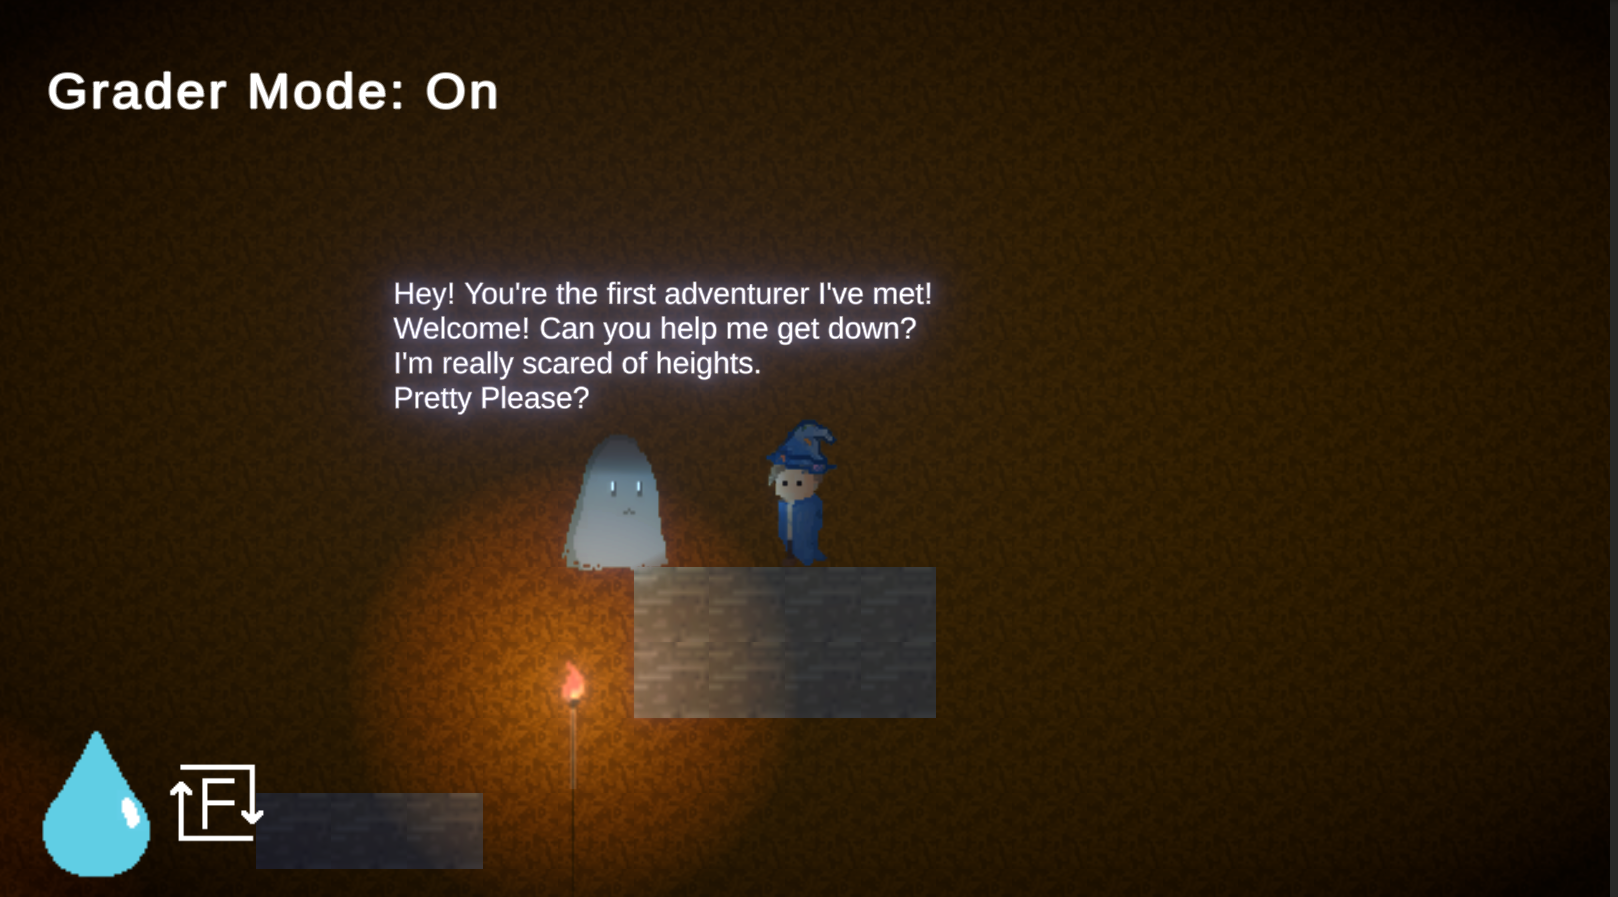 Grader Mode: On
Hey! You're the first adventurer I've met!
Welcome! Can you help me get down?
I'm really scared of heights.
Pretty Please?
F